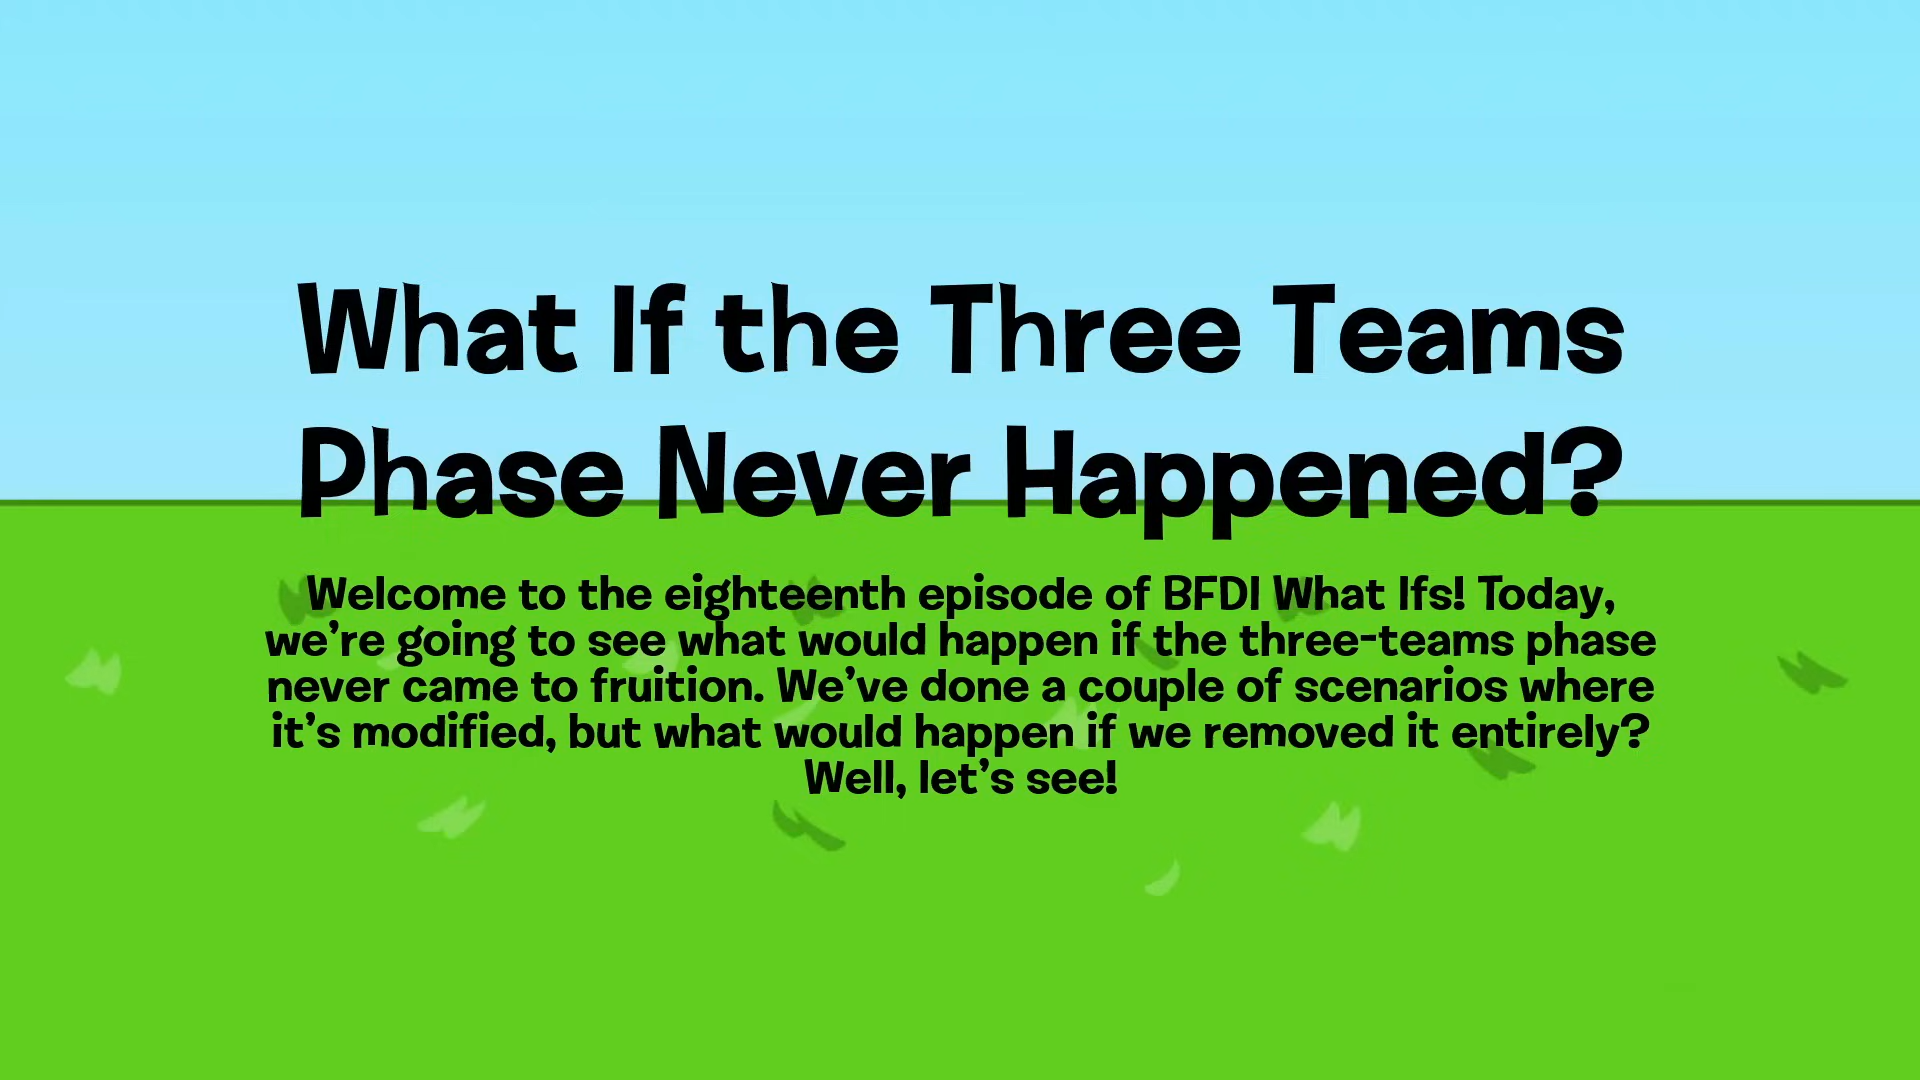 What If the Three Teams
Phase Never Happened?
Welcome to the eighteenth episode of BFDI What Ifs! Today,
we’re going to see what would happen if the three-teams phase
never came to fruition. We’ve done a couple of scenarios where
it’s modified, but what would happen if we removed it entirely?
Well, let’s see!